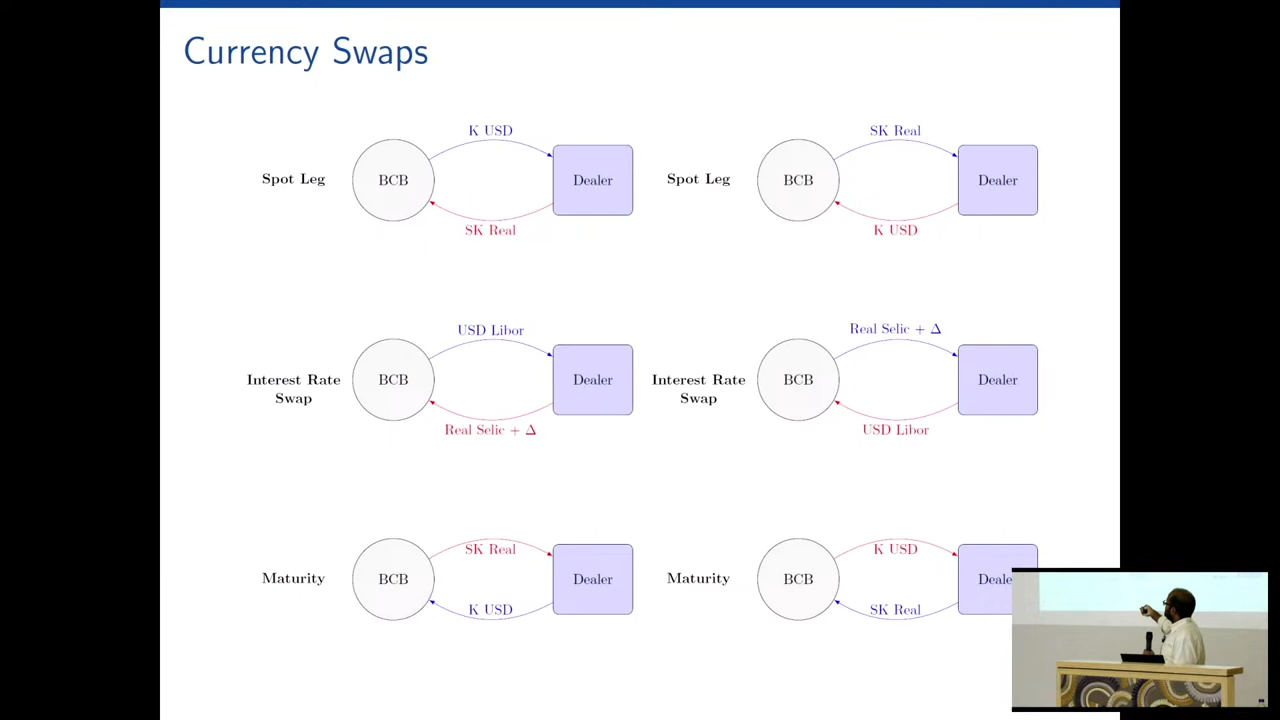 Currency Swaps
K USD
Spot Leg
BCB
Dealer
SK Real
SK Real
Spot Leg
BCB
Dealer
K USD
USD Libor
Interest Rate
Swap
BCB
Dealer
Real Selic + Δ
Real Selic + Δ
Interest Rate
Swap
BCB
Dealer
USD Libor
SK Real
Maturity
BCB
Dealer
K USD
K USD
Maturity
BCB
Deale
SK Real